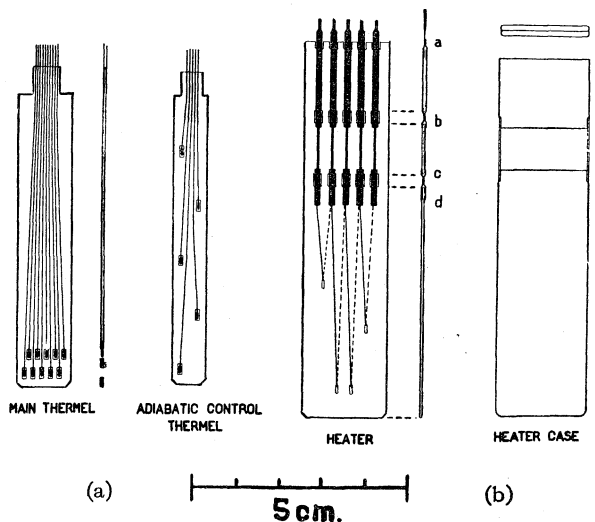 a
b
c
d
MAIN THERMEL
ADIABATIC CONTROL
THERMEL
HEATER
HEATER CASE
(a)
(b)
5 cm.